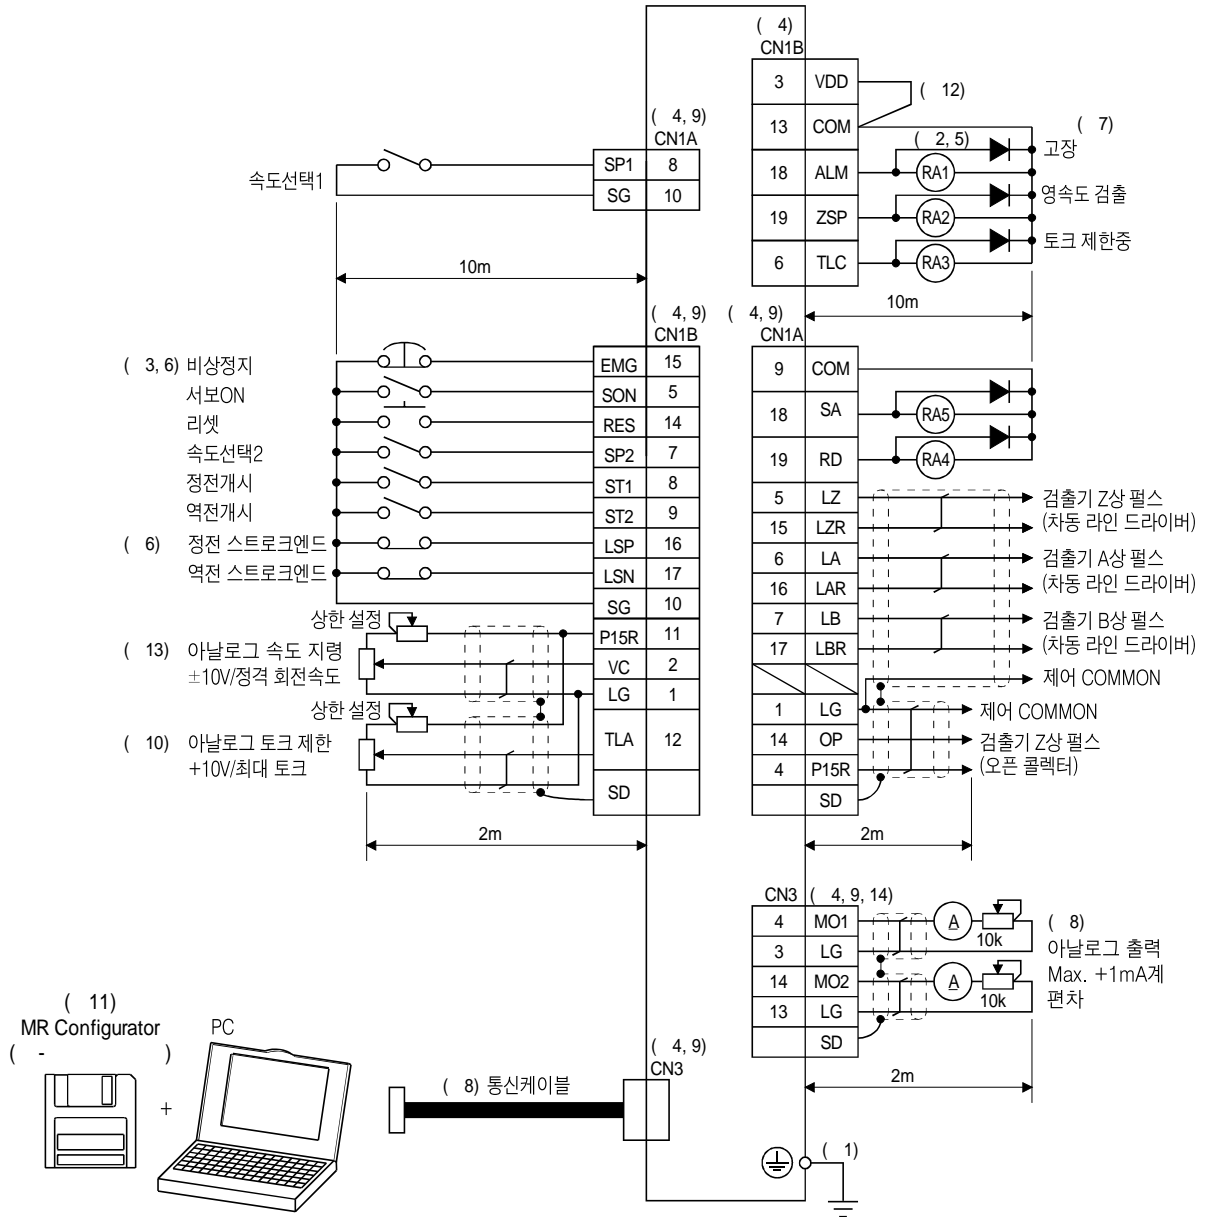 ( 4)
CN1B
3 VDD
( 12)
13 COM
( 7)
( 2, 5)
고장
18 ALM RA1
영속도 검출
19 ZSP RA2
토크 제한중
6 TLC RA3
10m
( 4, 9)
CN1A
속도선택1
SP1 8
SG 10
10m
( 4, 9)
CN1B
( 3, 6) 비상정지 EMG 15
서보ON SON 5
리셋 RES 14
속도선택2 SP2 7
정전개시 ST1 8
역전개시 ST2 9
( 6) 정전 스트로크엔드 LSP 16
역전 스트로크엔드 LSN 17
SG 10
상한 설정
P15R 11
( 13) 아날로그 속도 지령
±10V/정격 회전속도
VC 2
LG 1
상한 설정
( 10) 아날로그 토크 제한
+10V/최대 토크
TLA 12
SD
2m
( 4, 9)
CN1A
9 COM
18 SA RA5
19 RD RA4
5 LZ 검출기 Z상 펄스
15 LZR (차동 라인 드라이버)
6 LA 검출기 A상 펄스
16 LAR (차동 라인 드라이버)
7 LB 검출기 B상 펄스
17 LBR (차동 라인 드라이버)
제어 COMMON
1 LG 제어 COMMON
14 OP 검출기 Z상 펄스
4 P15R (오픈 콜렉터)
SD
2m
CN3 ( 4, 9, 14)
4 MO1 A
10k
3 LG
14 MO2 A
10k
13 LG
SD
( 8)
아날로그 출력
Max. +1mA계
편차
2m
( 11)
MR Configurator
( - )
+
PC
( 8) 통신케이블
( 4, 9)
CN3
( 1)